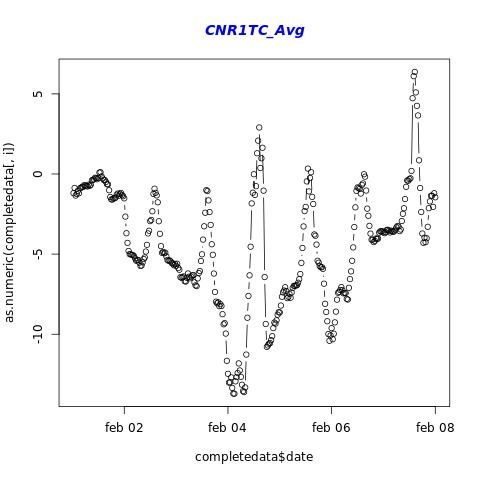 CNR1TC_Avg
as.numeric(completedata[, i])
5
0
-5
-10
feb 02
feb 04
feb 06
feb 08
completedata$date